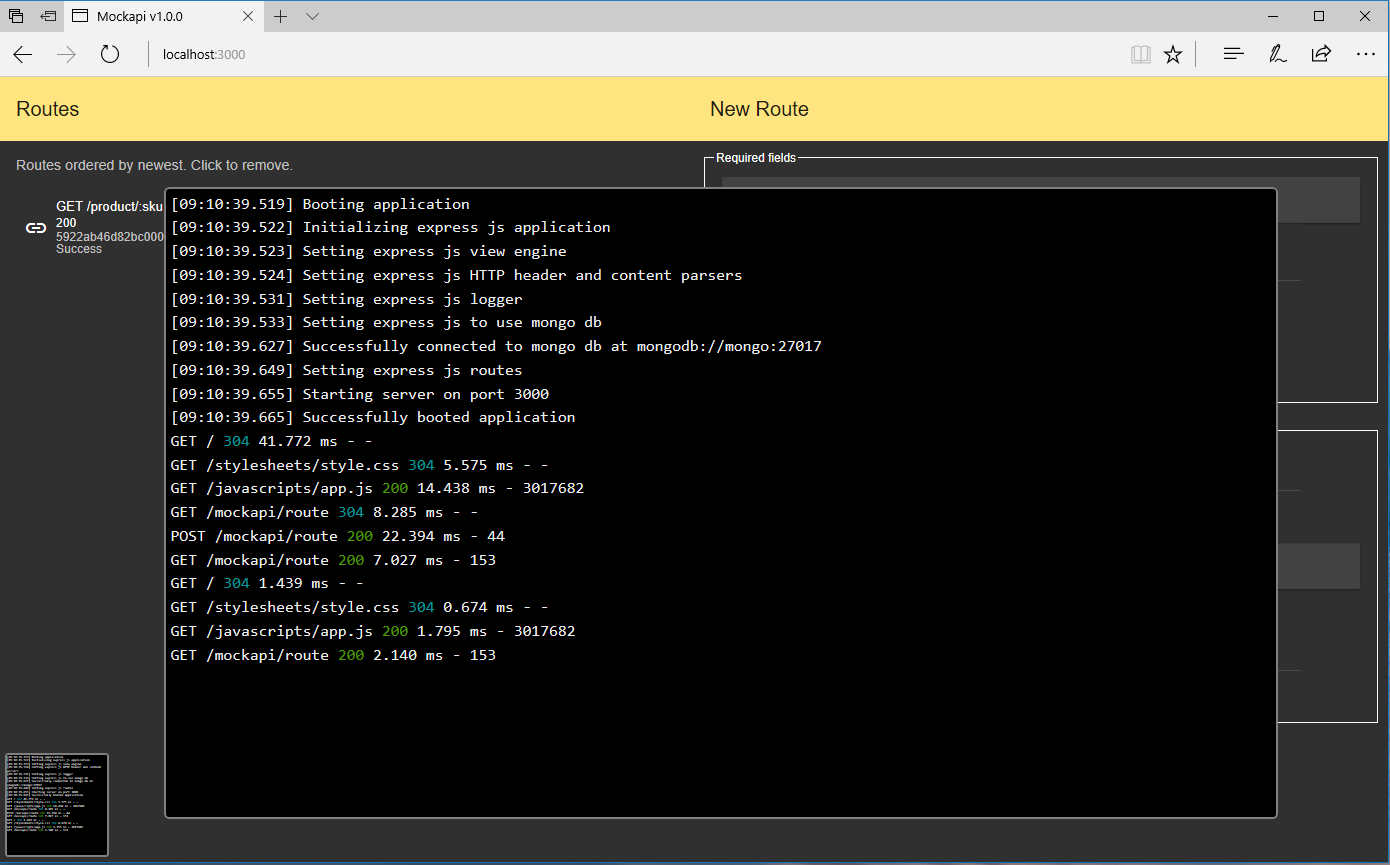 Mockapi v1.0.0
localhost:3000
Routes
New Route
Routes ordered by newest. Click to remove.
Required fields
GET /product/:sku
200
5922ab46d82bc000
Success
[09:10:39.519] Booting application
[09:10:39.522] Initializing express js application
[09:10:39.523] Setting express js view engine
[09:10:39.524] Setting express js HTTP header and content parsers
[09:10:39.531] Setting express js logger
[09:10:39.533] Setting express js to use mongo db
[09:10:39.627] Successfully connected to mongo db at mongodb://mongo:27017
[09:10:39.649] Setting express js routes
[09:10:39.655] Starting server on port 3000
[09:10:39.665] Successfully booted application
GET / 304 41.772 ms - -
GET /stylesheets/style.css 304 5.575 ms - -
GET /javascripts/app.js 200 14.438 ms - 3017682
GET /mockapi/route 304 8.285 ms - -
POST /mockapi/route 200 22.394 ms - 44
GET /mockapi/route 200 7.027 ms - 153
GET / 304 1.439 ms - -
GET /stylesheets/style.css 304 0.674 ms - -
GET /javascripts/app.js 200 1.795 ms - 3017682
GET /mockapi/route 200 2.140 ms - 153